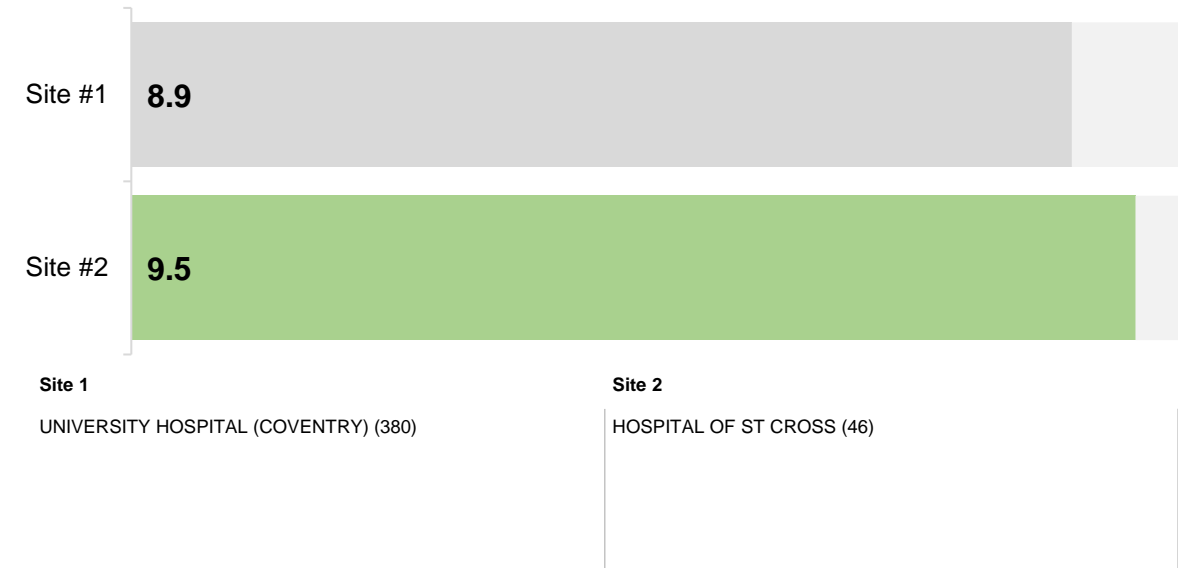 Site #1
8.9
Site #2
9.5
Site 1
Site 2
UNIVERSITY HOSPITAL (COVENTRY) (380)
HOSPITAL OF ST CROSS (46)